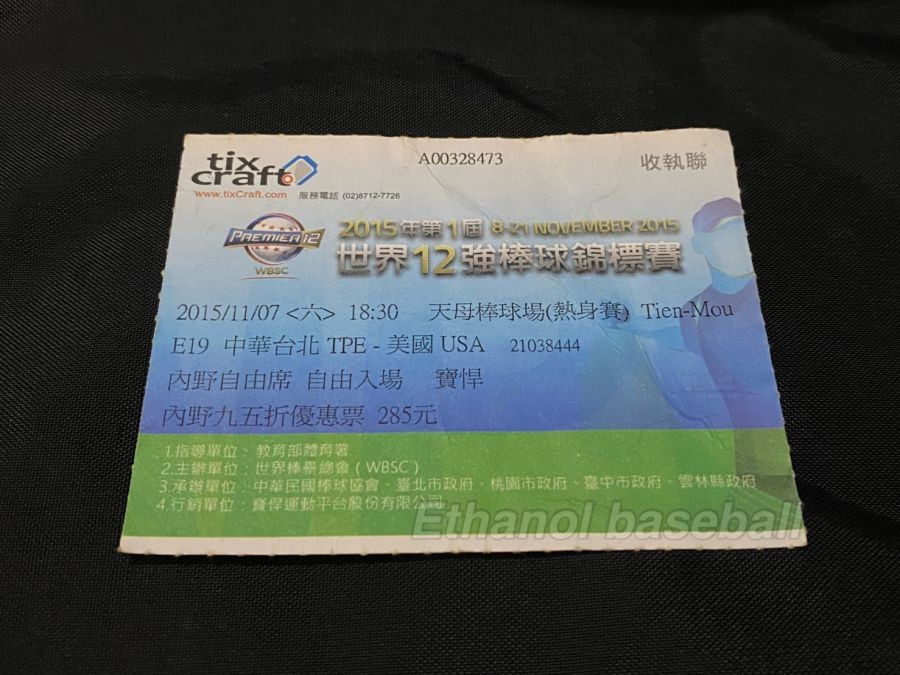 tix craft
A00328473
收執聯
www.tixCraft.com 服務電話 (02)8712-7726
PREMIER 12
WBSC
2015年第1屆 8-21 NOVEMBER 2015
世界12強棒球錦標賽
2015/11/07 <六> 18:30 天母棒球場(熱身賽) Tien-Mou
E19 中華台北 TPE - 美國 USA 21038444
內野自由席 自由入場 寶悍
內野九五折優惠票 285元
1.指導單位：教育部體育署
2.主辦單位：世界棒壘總會（WBSC）
3.承辦單位：中華民國棒球協會、臺北市政府、桃園市政府、臺中市政府、雲林縣政府
4.行銷單位：寶悍運動平台股份有限公司
Ethanol baseball